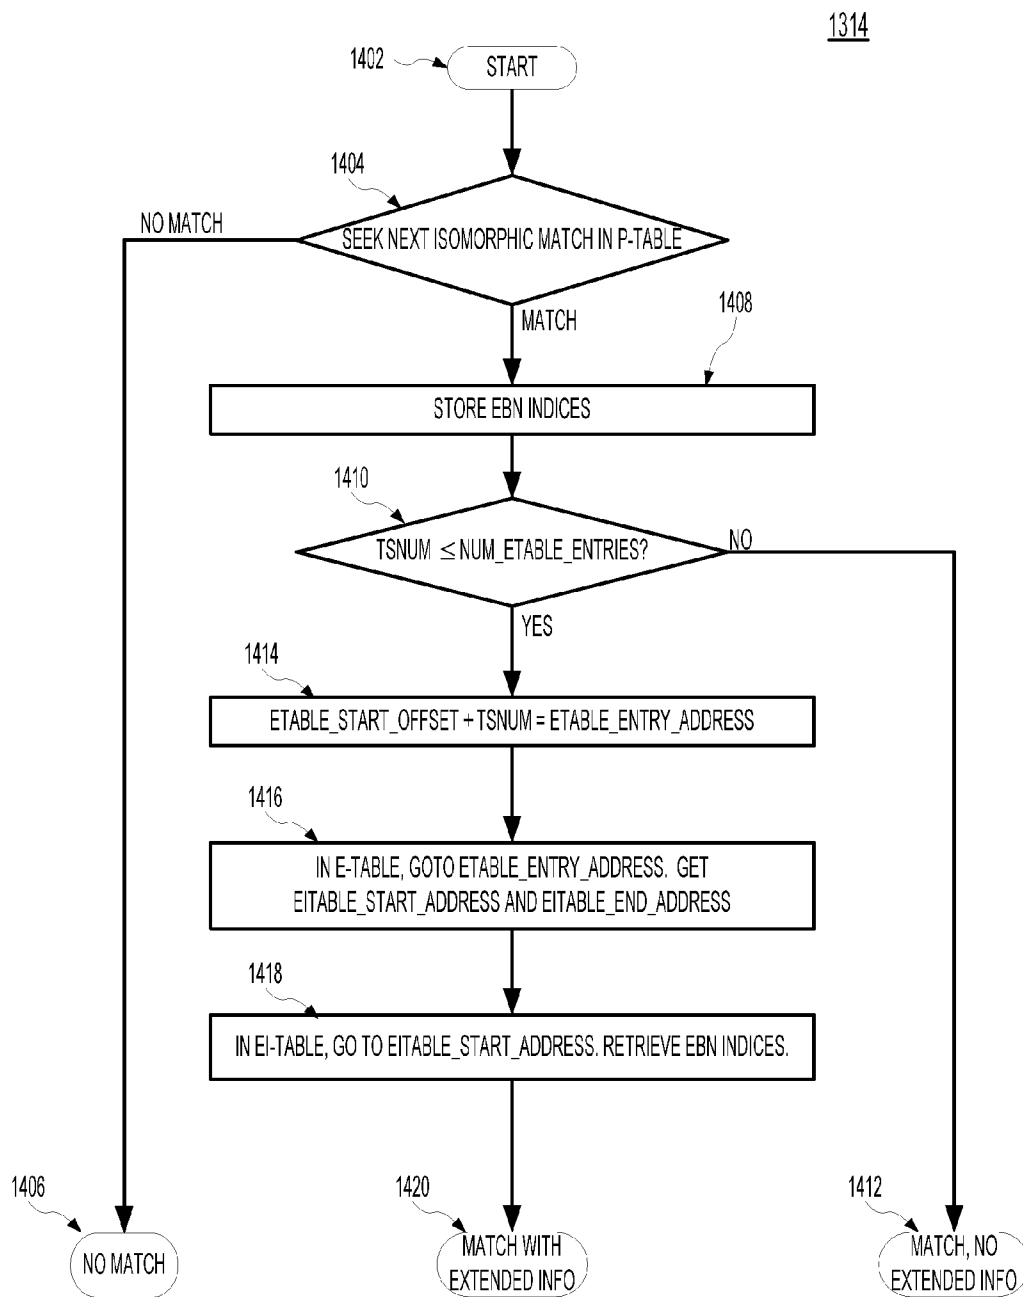 1314
1402
START
1404
NO MATCH
SEEK NEXT ISOMORPHIC MATCH IN P-TABLE
MATCH
1408
STORE EBN INDICES
1410
TSNUM ≤ NUM_ETABLE_ENTRIES?
NO
YES
1414
ETABLE_START_OFFSET + TSNUM = ETABLE_ENTRY_ADDRESS
1416
IN E-TABLE, GOTO ETABLE_ENTRY_ADDRESS. GET
EITABLE_START_ADDRESS AND EITABLE_END_ADDRESS
1418
IN EI-TABLE, GO TO EITABLE_START_ADDRESS. RETRIEVE EBN INDICES.
1406
NO MATCH
1420
MATCH WITH
EXTENDED INFO
1412
MATCH, NO
EXTENDED INFO